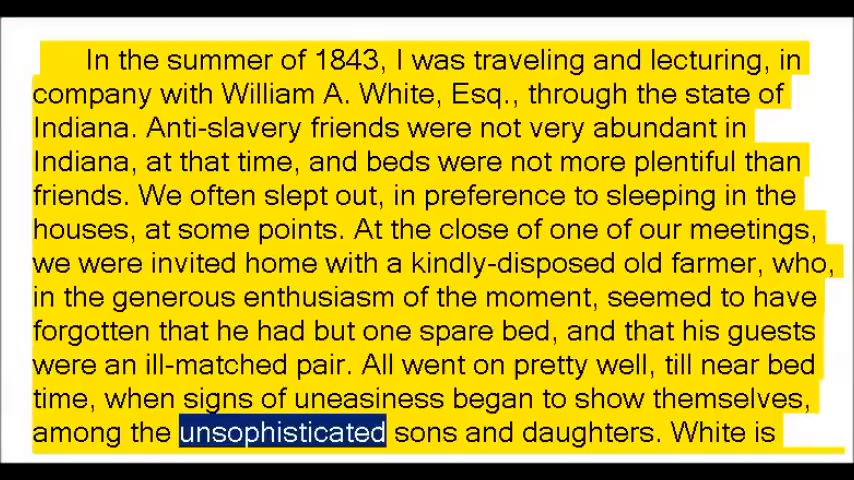 In the summer of 1843, I was traveling and lecturing, in
company with William A. White, Esq., through the state of
Indiana. Anti-slavery friends were not very abundant in
Indiana, at that time, and beds were not more plentiful than
friends. We often slept out, in preference to sleeping in the
houses, at some points. At the close of one of our meetings,
we were invited home with a kindly-disposed old farmer, who,
in the generous enthusiasm of the moment, seemed to have
forgotten that he had but one spare bed, and that his guests
were an ill-matched pair. All went on pretty well, till near bed
time, when signs of uneasiness began to show themselves,
among the unsophisticated sons and daughters. White is